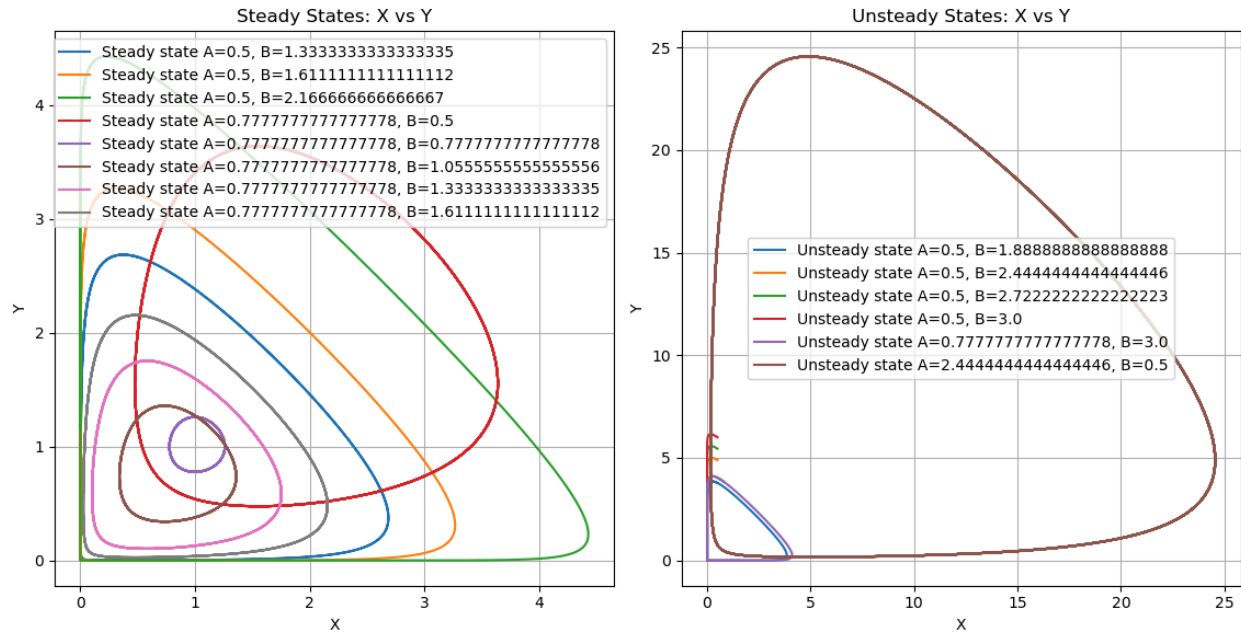 Steady States: X vs Y
Steady state A=0.5, B=1.3333333333333335
Steady state A=0.5, B=1.6111111111111112
Steady state A=0.5, B=2.166666666666667
Steady state A=0.7777777777777778, B=0.5
Steady state A=0.7777777777777778, B=0.7777777777777778
Steady state A=0.7777777777777778, B=1.0555555555555556
Steady state A=0.7777777777777778, B=1.3333333333333335
Steady state A=0.7777777777777778, B=1.6111111111111112
4
3
2
1
0
Y
0 1 2 3 4
X
Unsteady States: X vs Y
25
20
15
10
5
0
Y
Unsteady state A=0.5, B=1.8888888888888888
Unsteady state A=0.5, B=2.4444444444444446
Unsteady state A=0.5, B=2.7222222222222223
Unsteady state A=0.5, B=3.0
Unsteady state A=0.7777777777777778, B=3.0
Unsteady state A=2.4444444444444446, B=0.5
0 5 10 15 20 25
X